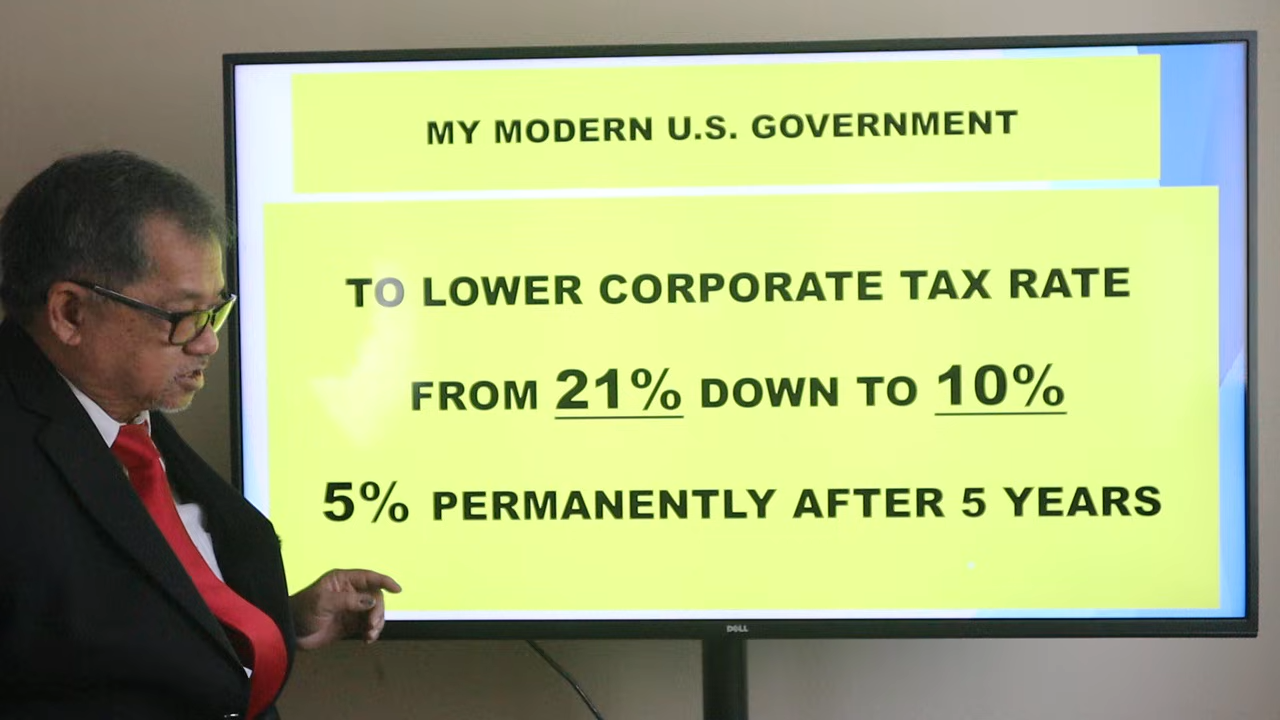 MY MODERN U.S. GOVERNMENT
TO LOWER CORPORATE TAX RATE
FROM 21% DOWN TO 10%
5% PERMANENTLY AFTER 5 YEARS
DELL